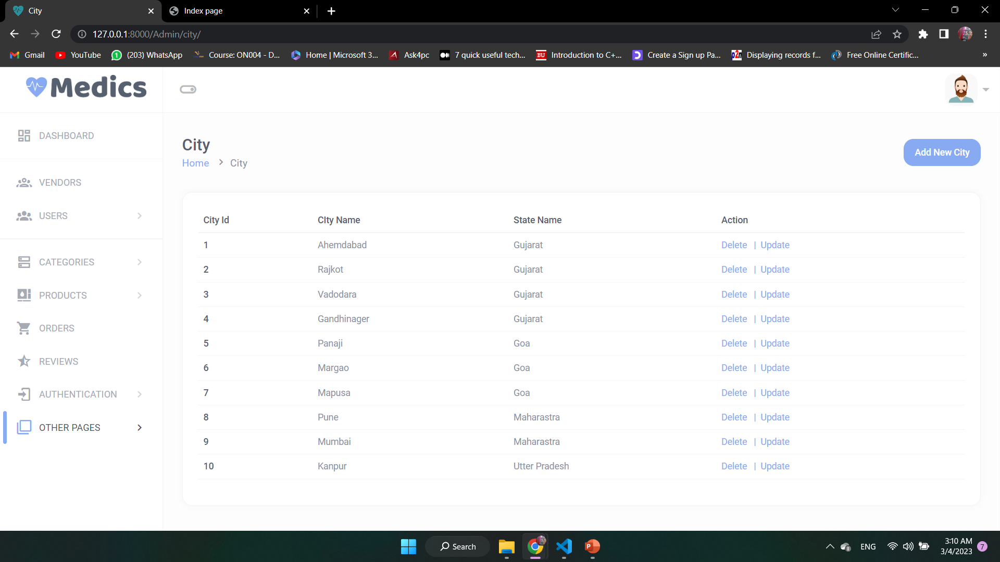 City
Index page
127.0.0.1:8000/Admin/city/
Gmail
YouTube
(203) WhatsApp
Course: ON004 - D...
Home | Microsoft 3...
Ask4pc
7 quick useful tech...
BU Introduction to C+...
Create a Sign up Pa...
p2n Displaying records f...
Free Online Certific...
»
Medics
DASHBOARD
VENDORS
USERS
CATEGORIES
PRODUCTS
ORDERS
REVIEWS
AUTHENTICATION
OTHER PAGES
City
Home > City
Add New City
City Id CIty Name State Name Action
1 Ahemdabad Gujarat Delete | Update
2 Rajkot Gujarat Delete | Update
3 Vadodara Gujarat Delete | Update
4 Gandhinager Gujarat Delete | Update
5 Panaji Goa Delete | Update
6 Margao Goa Delete | Update
7 Mapusa Goa Delete | Update
8 Pune Maharastra Delete | Update
9 Mumbai Maharastra Delete | Update
10 Kanpur Utter Pradesh Delete | Update
Search
ENG
3:10 AM
3/4/2023
7